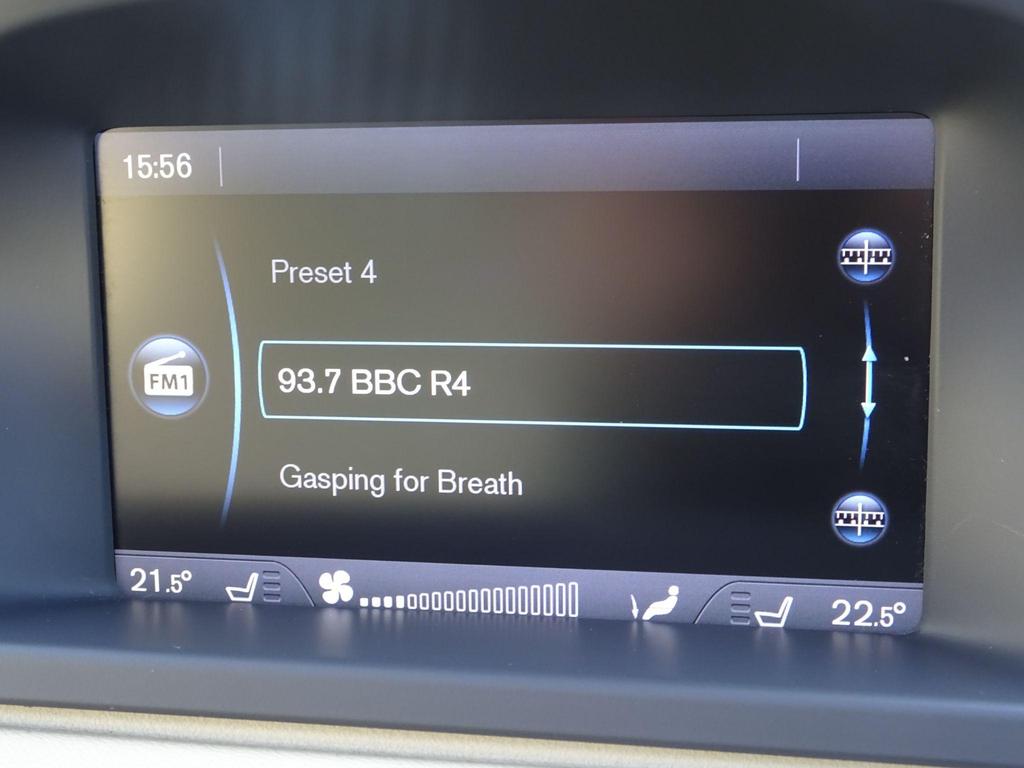 15:56
Preset 4
FM1
93.7 BBC R4
Gasping for Breath
21.5°
22.5°